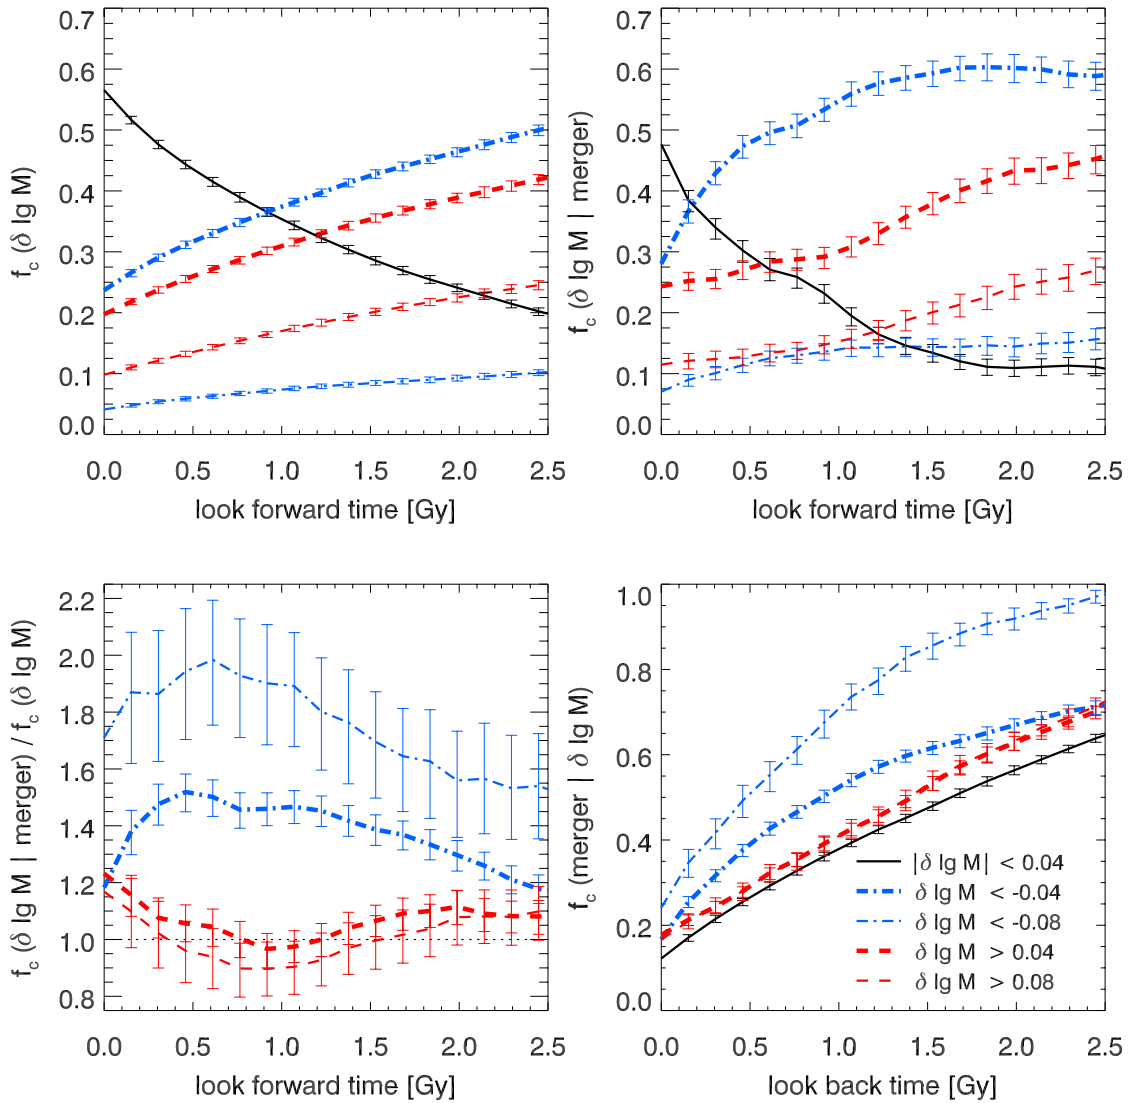 0.7
0.6
0.5
0.4
0.3
0.2
0.1
0.0
f_c (δ lg M)
0.0 0.5 1.0 1.5 2.0 2.5
look forward time [Gy]
0.7
0.6
0.5
0.4
0.3
0.2
0.1
0.0
f_c (δ lg M | merger)
0.0 0.5 1.0 1.5 2.0 2.5
look forward time [Gy]
2.2
2.0
1.8
1.6
1.4
1.2
1.0
0.8
f_c (δ lg M | merger) / f_c (δ lg M)
0.0 0.5 1.0 1.5 2.0 2.5
look forward time [Gy]
1.0
0.8
0.6
0.4
0.2
0.0
f_c (merger | δ lg M)
|δ lg M| < 0.04
δ lg M < -0.04
δ lg M < -0.08
δ lg M > 0.04
δ lg M > 0.08
0.0 0.5 1.0 1.5 2.0 2.5
look back time [Gy]